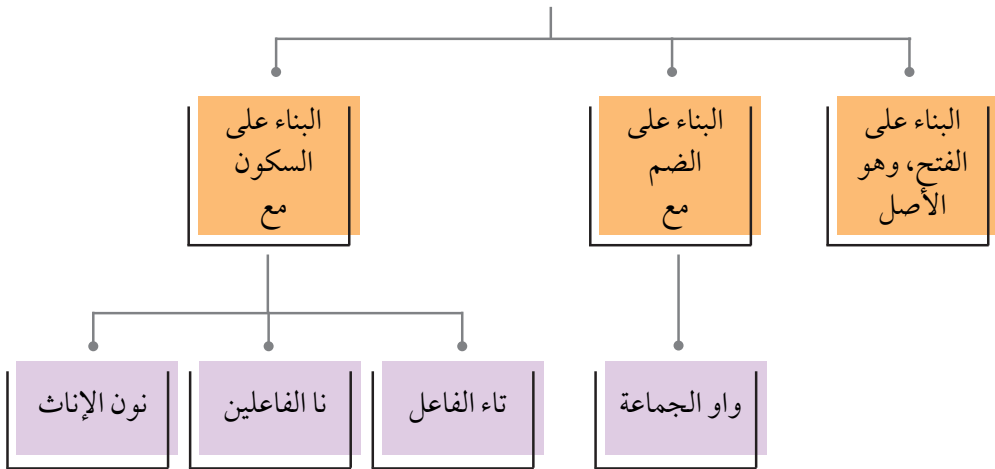 البناء على
الفتح، وهو
الأصل
البناء على
الضم
مع
البناء على
السكون
مع
واو الجماعة
تاء الفاعل
نا الفاعلين
نون الإناث